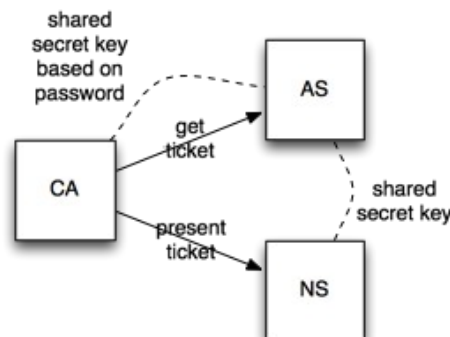 shared
secret key
based on
password
AS
get
ticket
CA
shared
secret key
present
ticket
NS